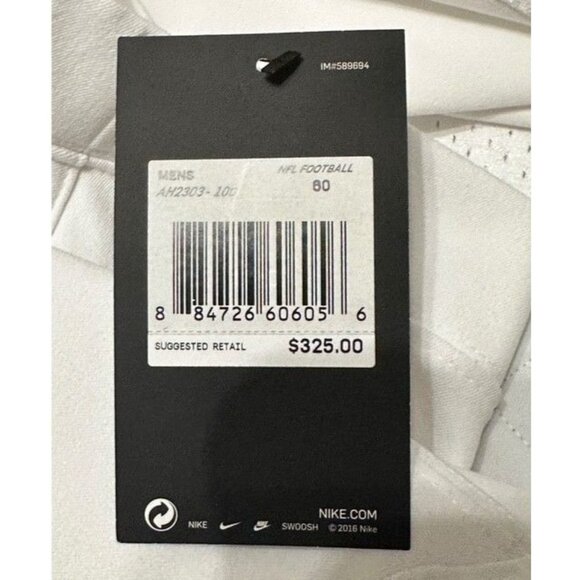 IM#589694
MENS NFL FOOTBALL
AH2303- 100 60
8 84726 60605 6
SUGGESTED RETAIL $325.00
NIKE.COM
NIKE SWOOSH © 2016 Nike